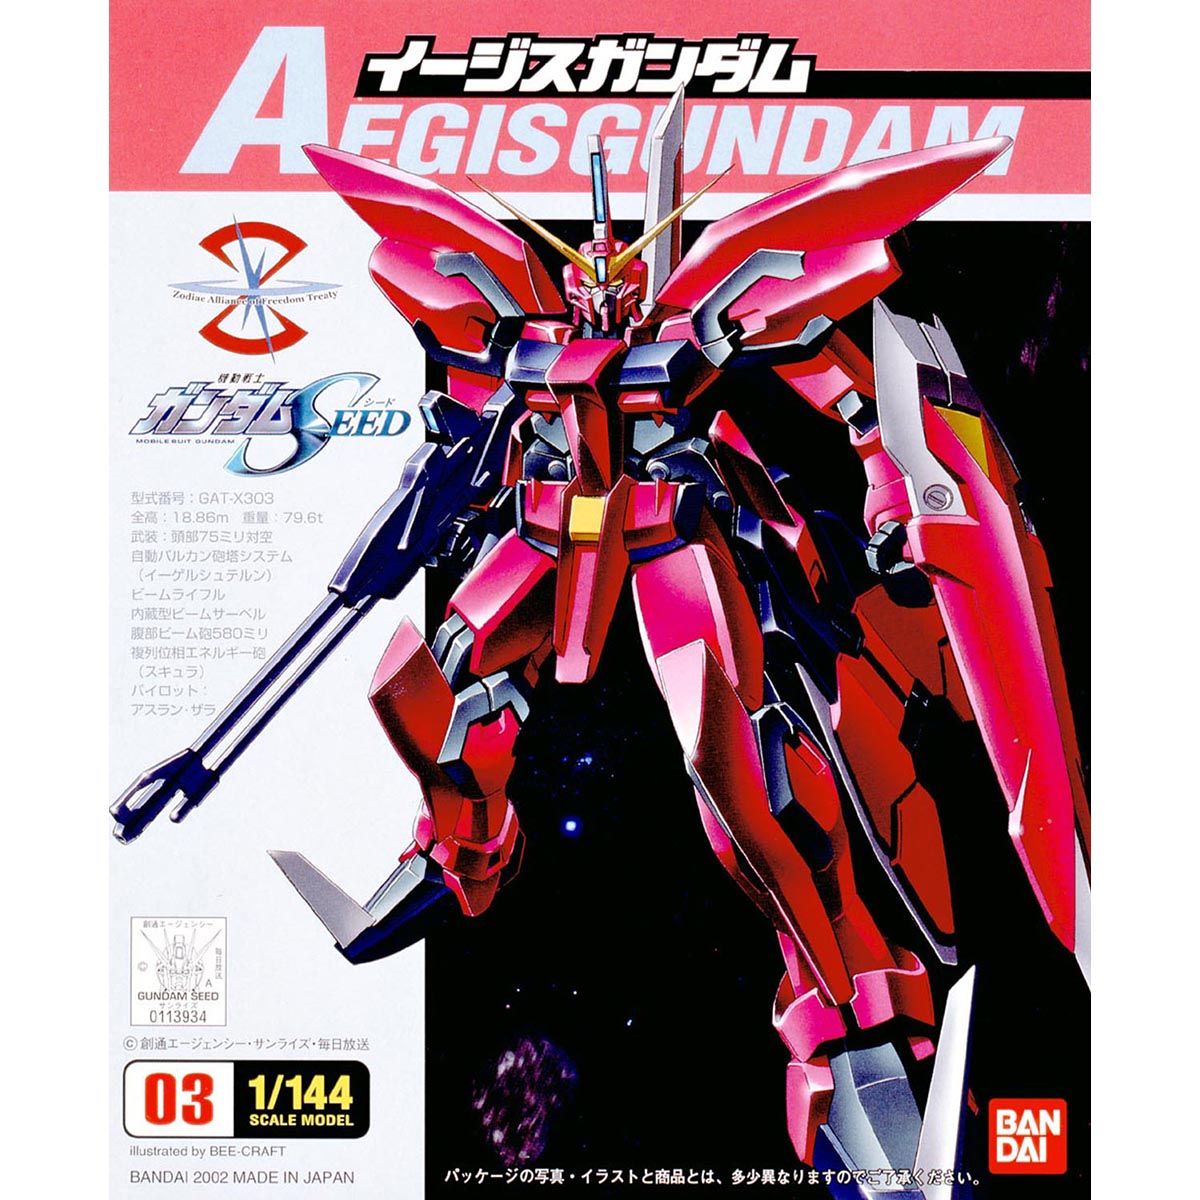 イージスガンダム
AEGIS GUNDAM
Zodiac Alliance of Freedom Treaty
機動戦士
ガンダムSEED
シード
MOBILE SUIT GUNDAM
型式番号：GAT-X303
全高：18.86m　重量：79.6t
武装：頭部75ミリ対空
自動バルカン砲塔システム
（イーゲルシュテルン）
ビームライフル
内蔵型ビームサーベル
腹部ビーム砲580ミリ
複列位相エネルギー砲
（スキュラ）
パイロット：
アスラン・ザラ
創通エージェンシー
毎日放送
©
A
GUNDAM SEED
サンライズ
0113934
©創通エージェンシー・サンライズ・毎日放送
03
1/144
SCALE MODEL
illustrated by BEE-CRAFT
BANDAI 2002 MADE IN JAPAN
パッケージの写真・イラストと商品とは、多少異なりますのでご了承ください。
BAN
DAI